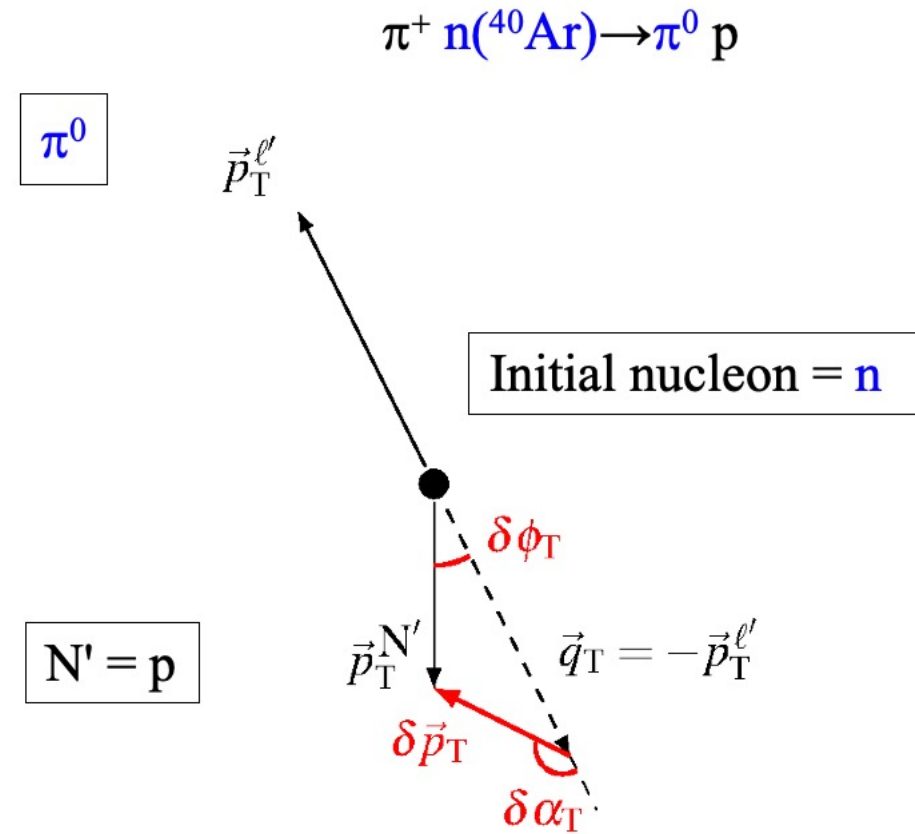 π⁺ n(⁴⁰Ar)→π⁰ p
π⁰
p⃗_T^ℓ′
Initial nucleon = n
δϕ_T
N' = p
p⃗_T^N′
q⃗_T = −p⃗_T^ℓ′
δp⃗_T
δα_T